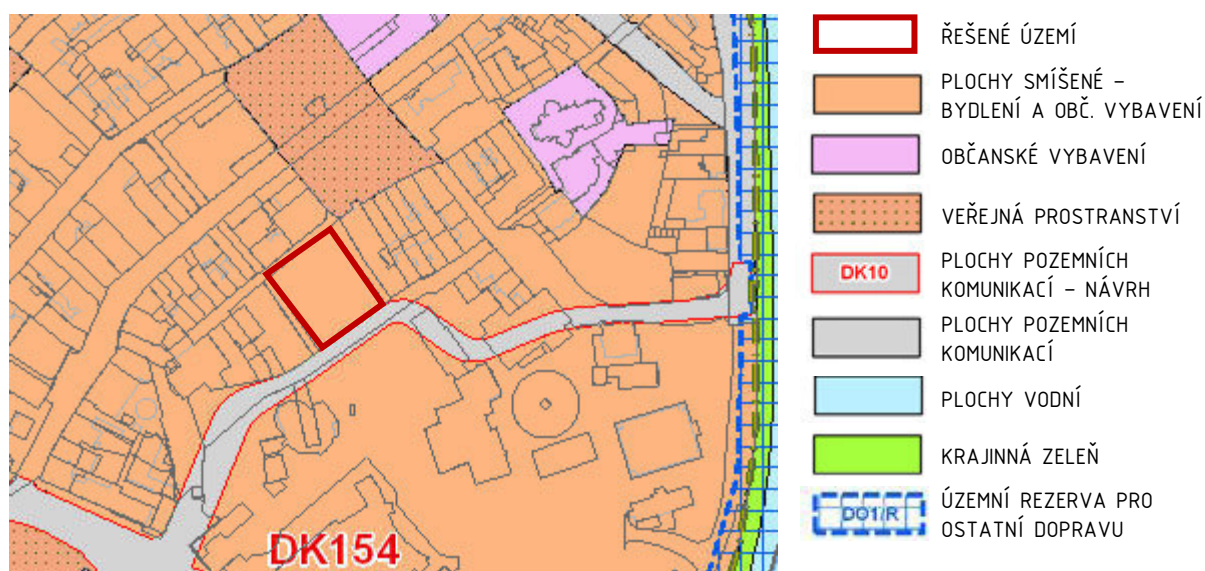 DK154
ŘEŠENÉ ÚZEMÍ
PLOCHY SMÍŠENÉ –
BYDLENÍ A OBČ. VYBAVENÍ
OBČANSKÉ VYBAVENÍ
VEŘEJNÁ PROSTRANSTVÍ
DK10
PLOCHY POZEMNÍCH
KOMUNIKACÍ – NÁVRH
PLOCHY POZEMNÍCH
KOMUNIKACÍ
PLOCHY VODNÍ
KRAJINNÁ ZELEŇ
DO1/R
ÚZEMNÍ REZERVA PRO
OSTATNÍ DOPRAVU